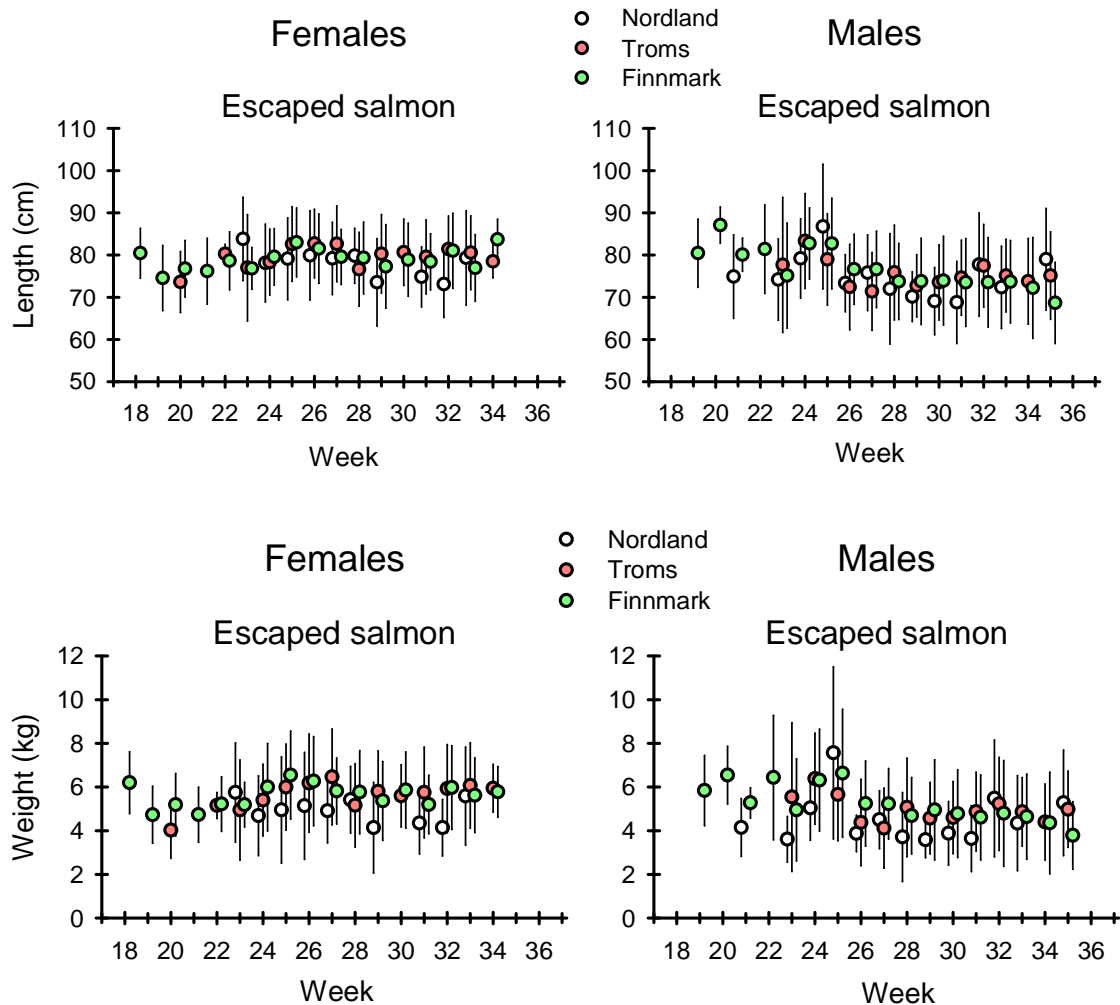 Females
Nordland
Troms
Finnmark
Males
Escaped salmon
Escaped salmon
Length (cm)
110
100
90
80
70
60
50
18 20 22 24 26 28 30 32 34 36
Week
110
100
90
80
70
60
50
18 20 22 24 26 28 30 32 34 36
Week
Females
Nordland
Troms
Finnmark
Males
Escaped salmon
Escaped salmon
Weight (kg)
12
10
8
6
4
2
0
18 20 22 24 26 28 30 32 34 36
Week
12
10
8
6
4
2
0
18 20 22 24 26 28 30 32 34 36
Week